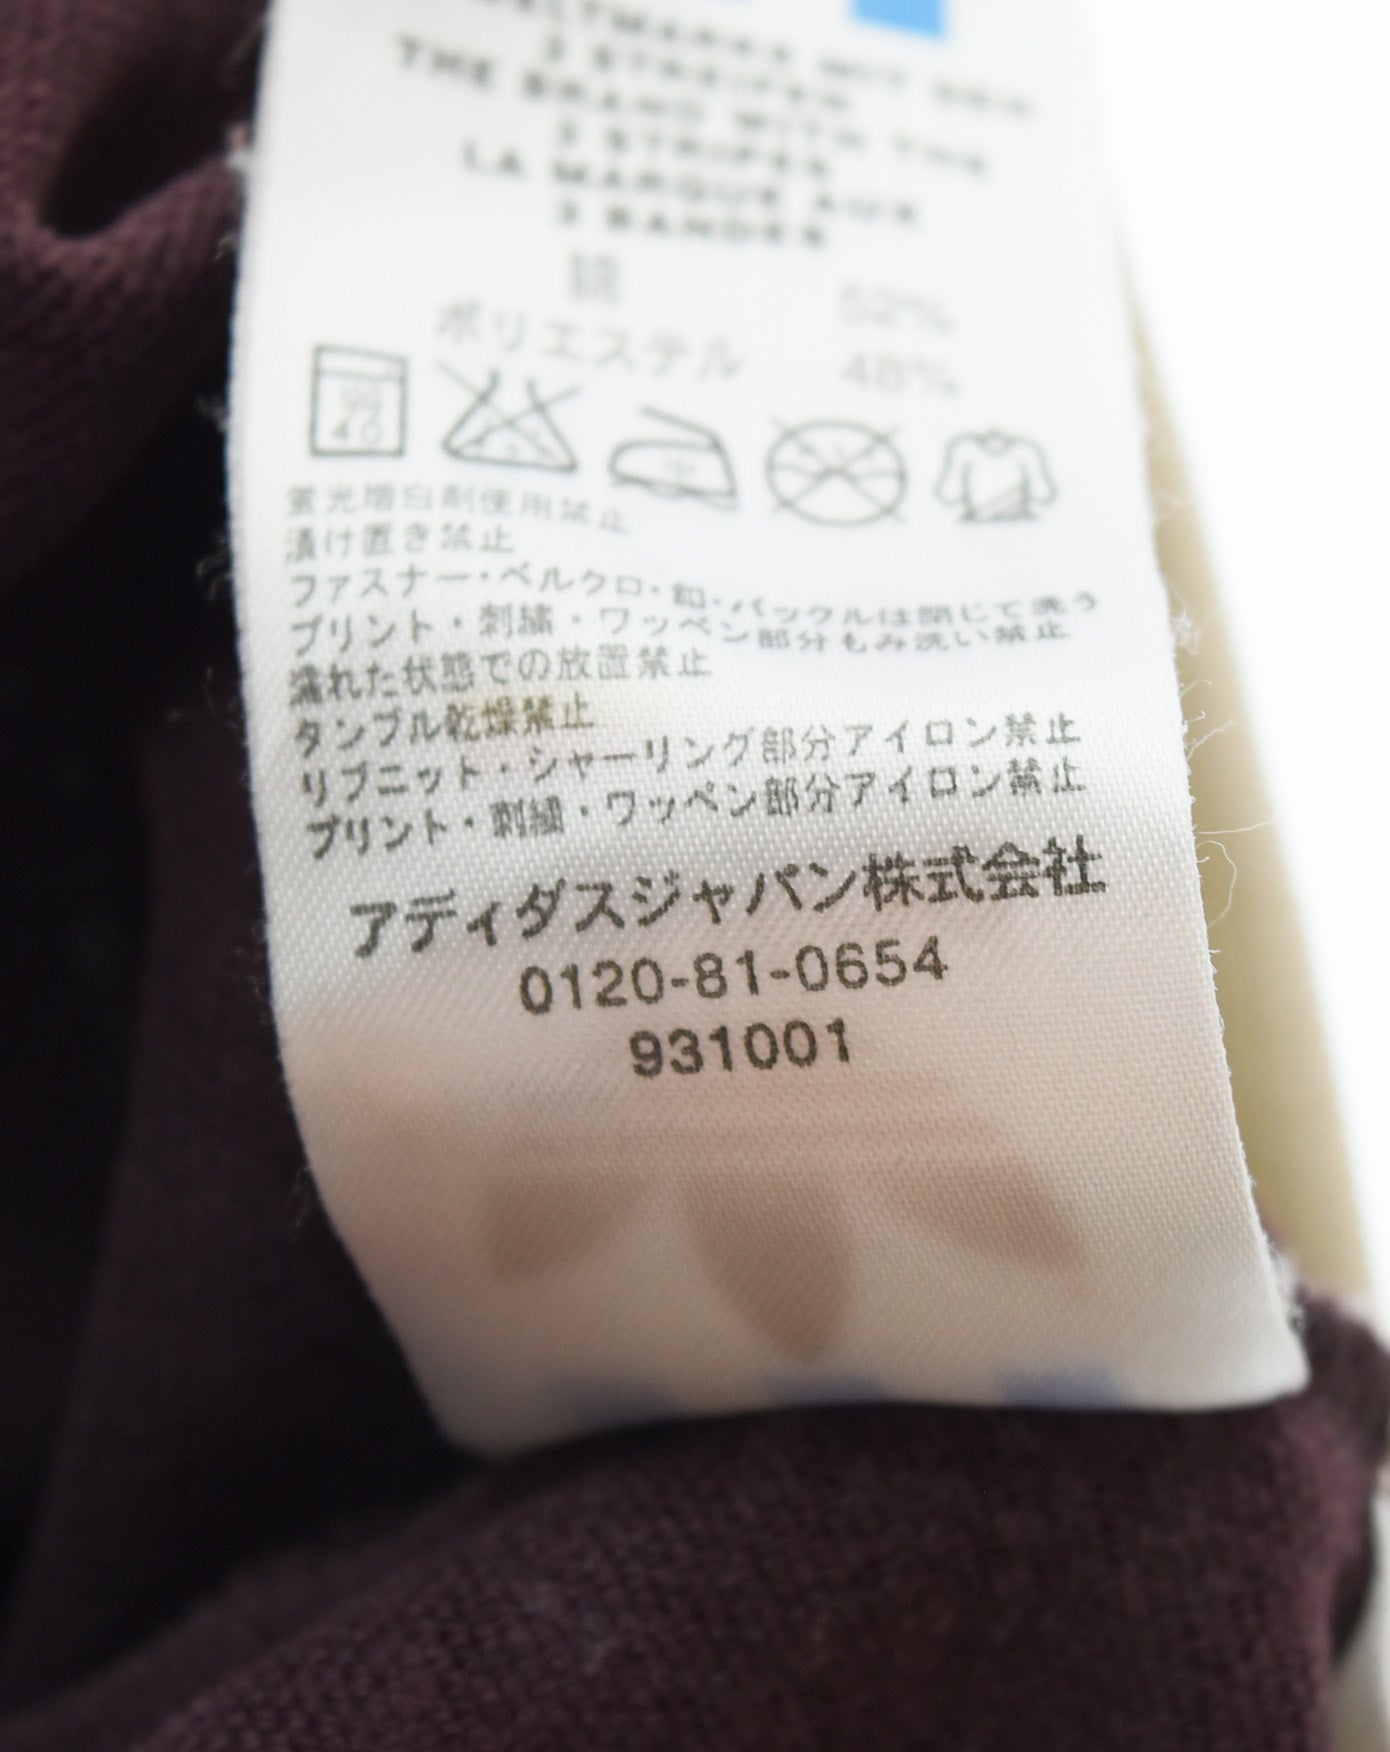 WELTMARKE MIT DEN
3 STREIFEN
THE BRAND WITH THE
3 STRIPES
LA MARQUE AUX
3 BANDES
綿 52%
ポリエステル 48%
40
蛍光増白剤使用禁止
漬け置き禁止
ファスナー・ベルクロ・釦・バックルは閉じて洗う
プリント・刺繍・ワッペン部分もみ洗い禁止
濡れた状態での放置禁止
タンブル乾燥禁止
リブニット・シャーリング部分アイロン禁止
プリント・刺繍・ワッペン部分アイロン禁止
アディダスジャパン株式会社
0120-81-0654
931001